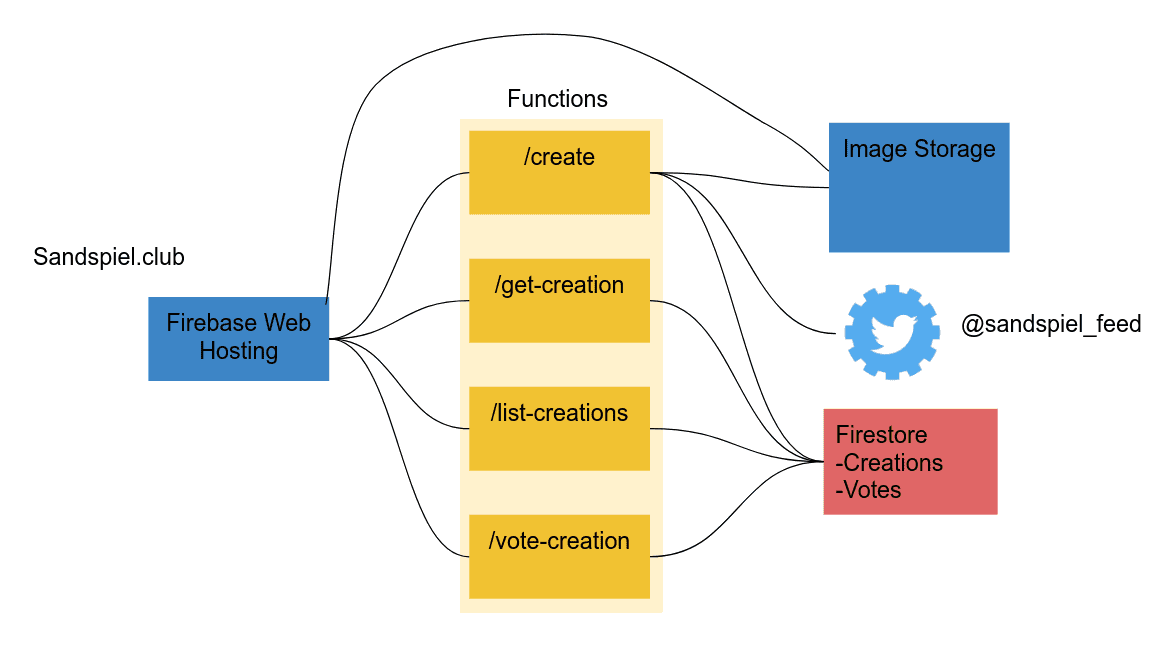 Functions
/create
Image Storage
Sandspiel.club
/get-creation
Firebase Web
Hosting
@sandspiel_feed
/list-creations
Firestore
-Creations
-Votes
/vote-creation